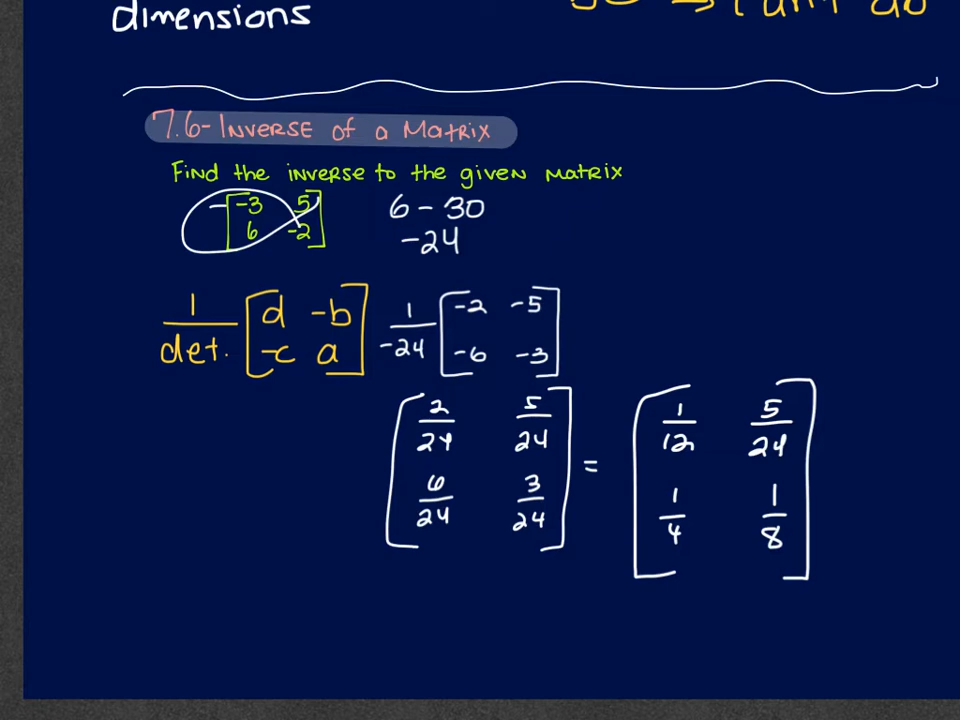 dimensions
7.6-Inverse of a Matrix
Find the inverse to the given matrix
[-3 5
6 -2]
6 - 30
-24
1/det. [d -b
-c a]
1/-24 [-2 -5
-6 -3]
[2/24 5/24
6/24 3/24]
=
[1/12 5/24
1/4 1/8]